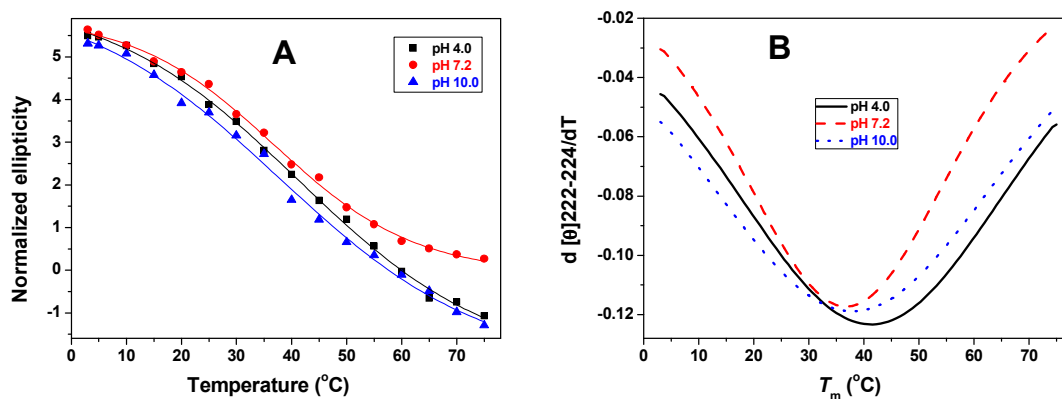 A
pH 4.0
pH 7.2
pH 10.0
Normalized ellipticity
5
4
3
2
1
0
-1
0 10 20 30 40 50 60 70
Temperature (°C)
B
pH 4.0
pH 7.2
pH 10.0
d [θ]222-224/dT
-0.02
-0.04
-0.06
-0.08
-0.10
-0.12
0 10 20 30 40 50 60 70
Tm (°C)